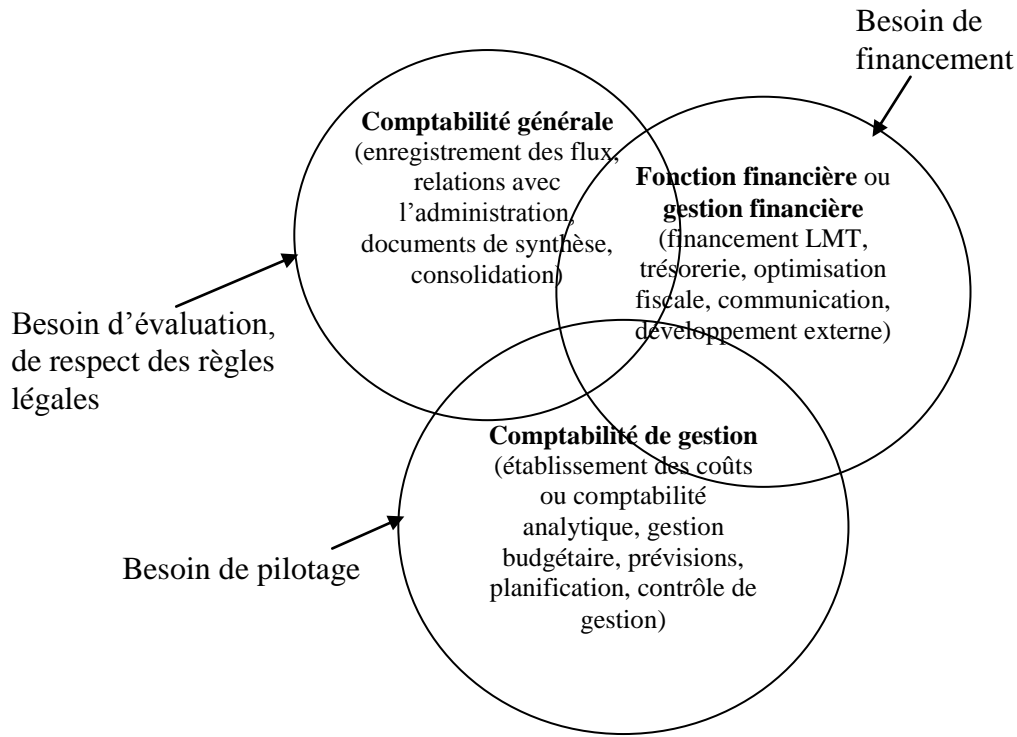 Besoin de
financement
Comptabilité générale
(enregistrement des flux,
relations avec
l’administration,
documents de synthèse,
consolidation)
Fonction financière ou
gestion financière
(financement LMT,
trésorerie, optimisation
fiscale, communication,
développement externe)
Besoin d’évaluation,
de respect des règles
légales
Comptabilité de gestion
(établissement des coûts
ou comptabilité
analytique, gestion
budgétaire, prévisions,
planification, contrôle de
gestion)
Besoin de pilotage